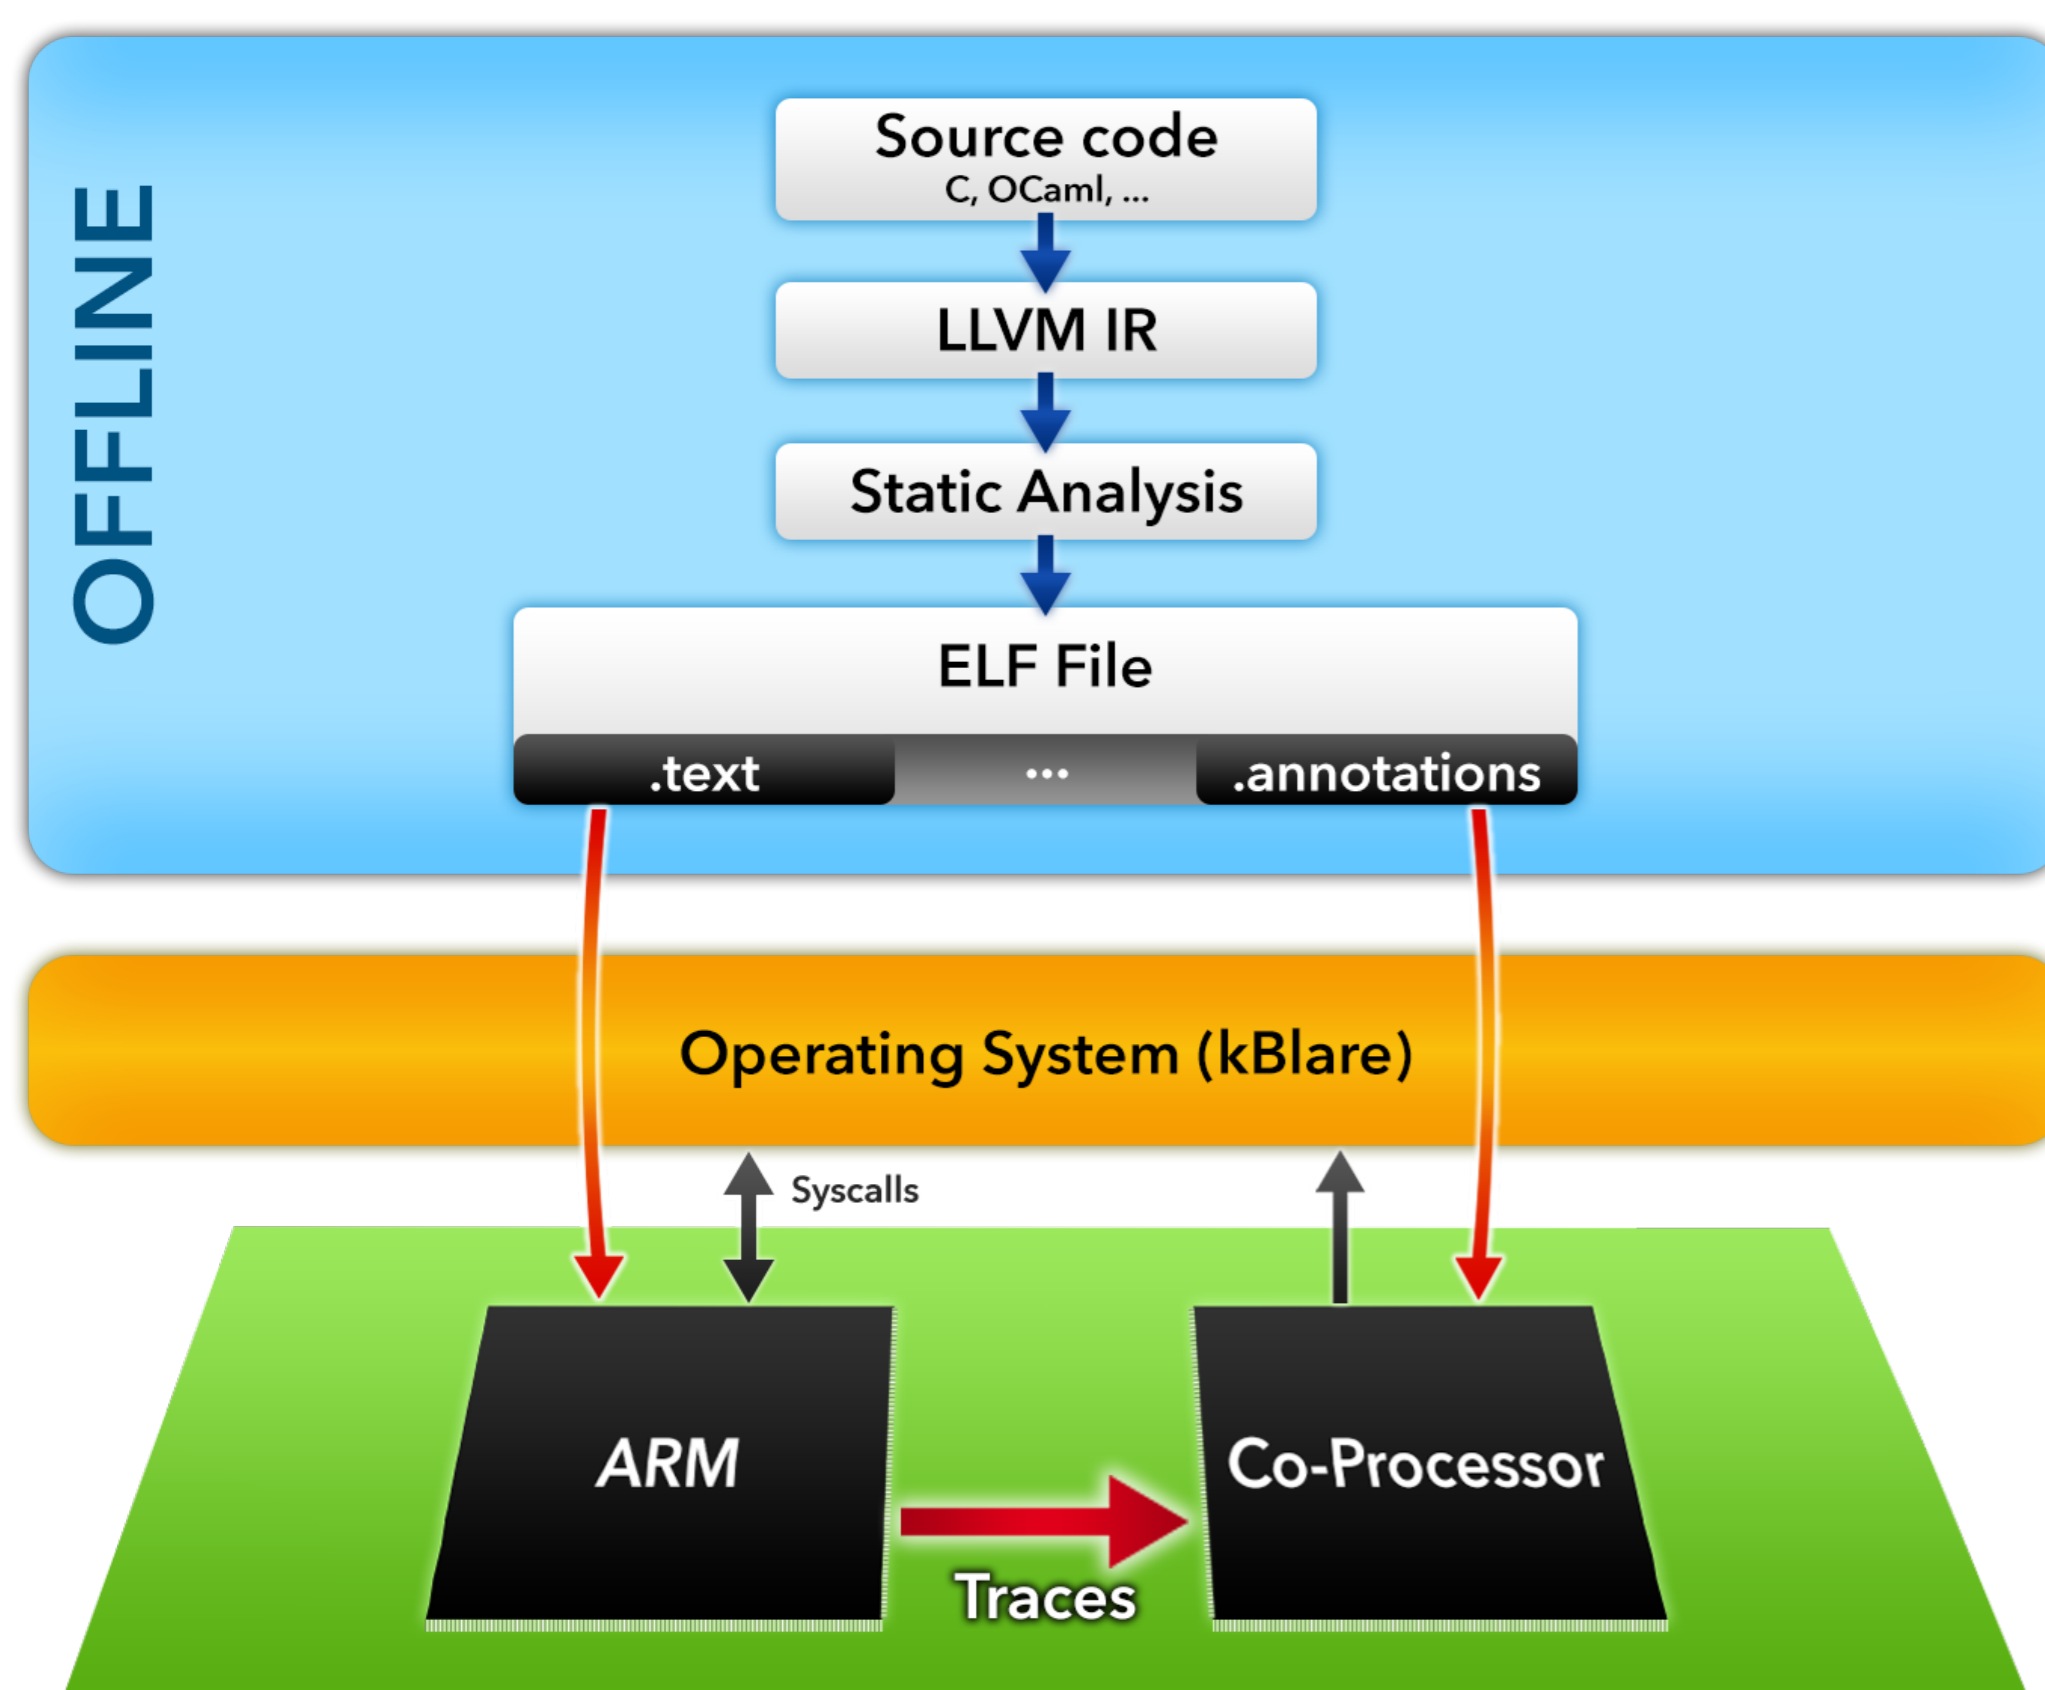 OFFLINE
Source code
C, OCaml, ...
LLVM IR
Static Analysis
ELF File
.text ... .annotations
Operating System (kBlare)
Syscalls
ARM
Co-Processor
Traces